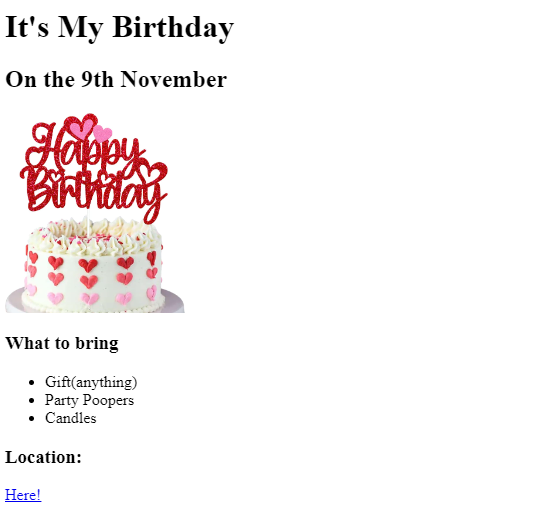 It's My Birthday
On the 9th November
Happy
Birthday
What to bring
Gift(anything)
Party Poopers
Candles
Location:
Here!